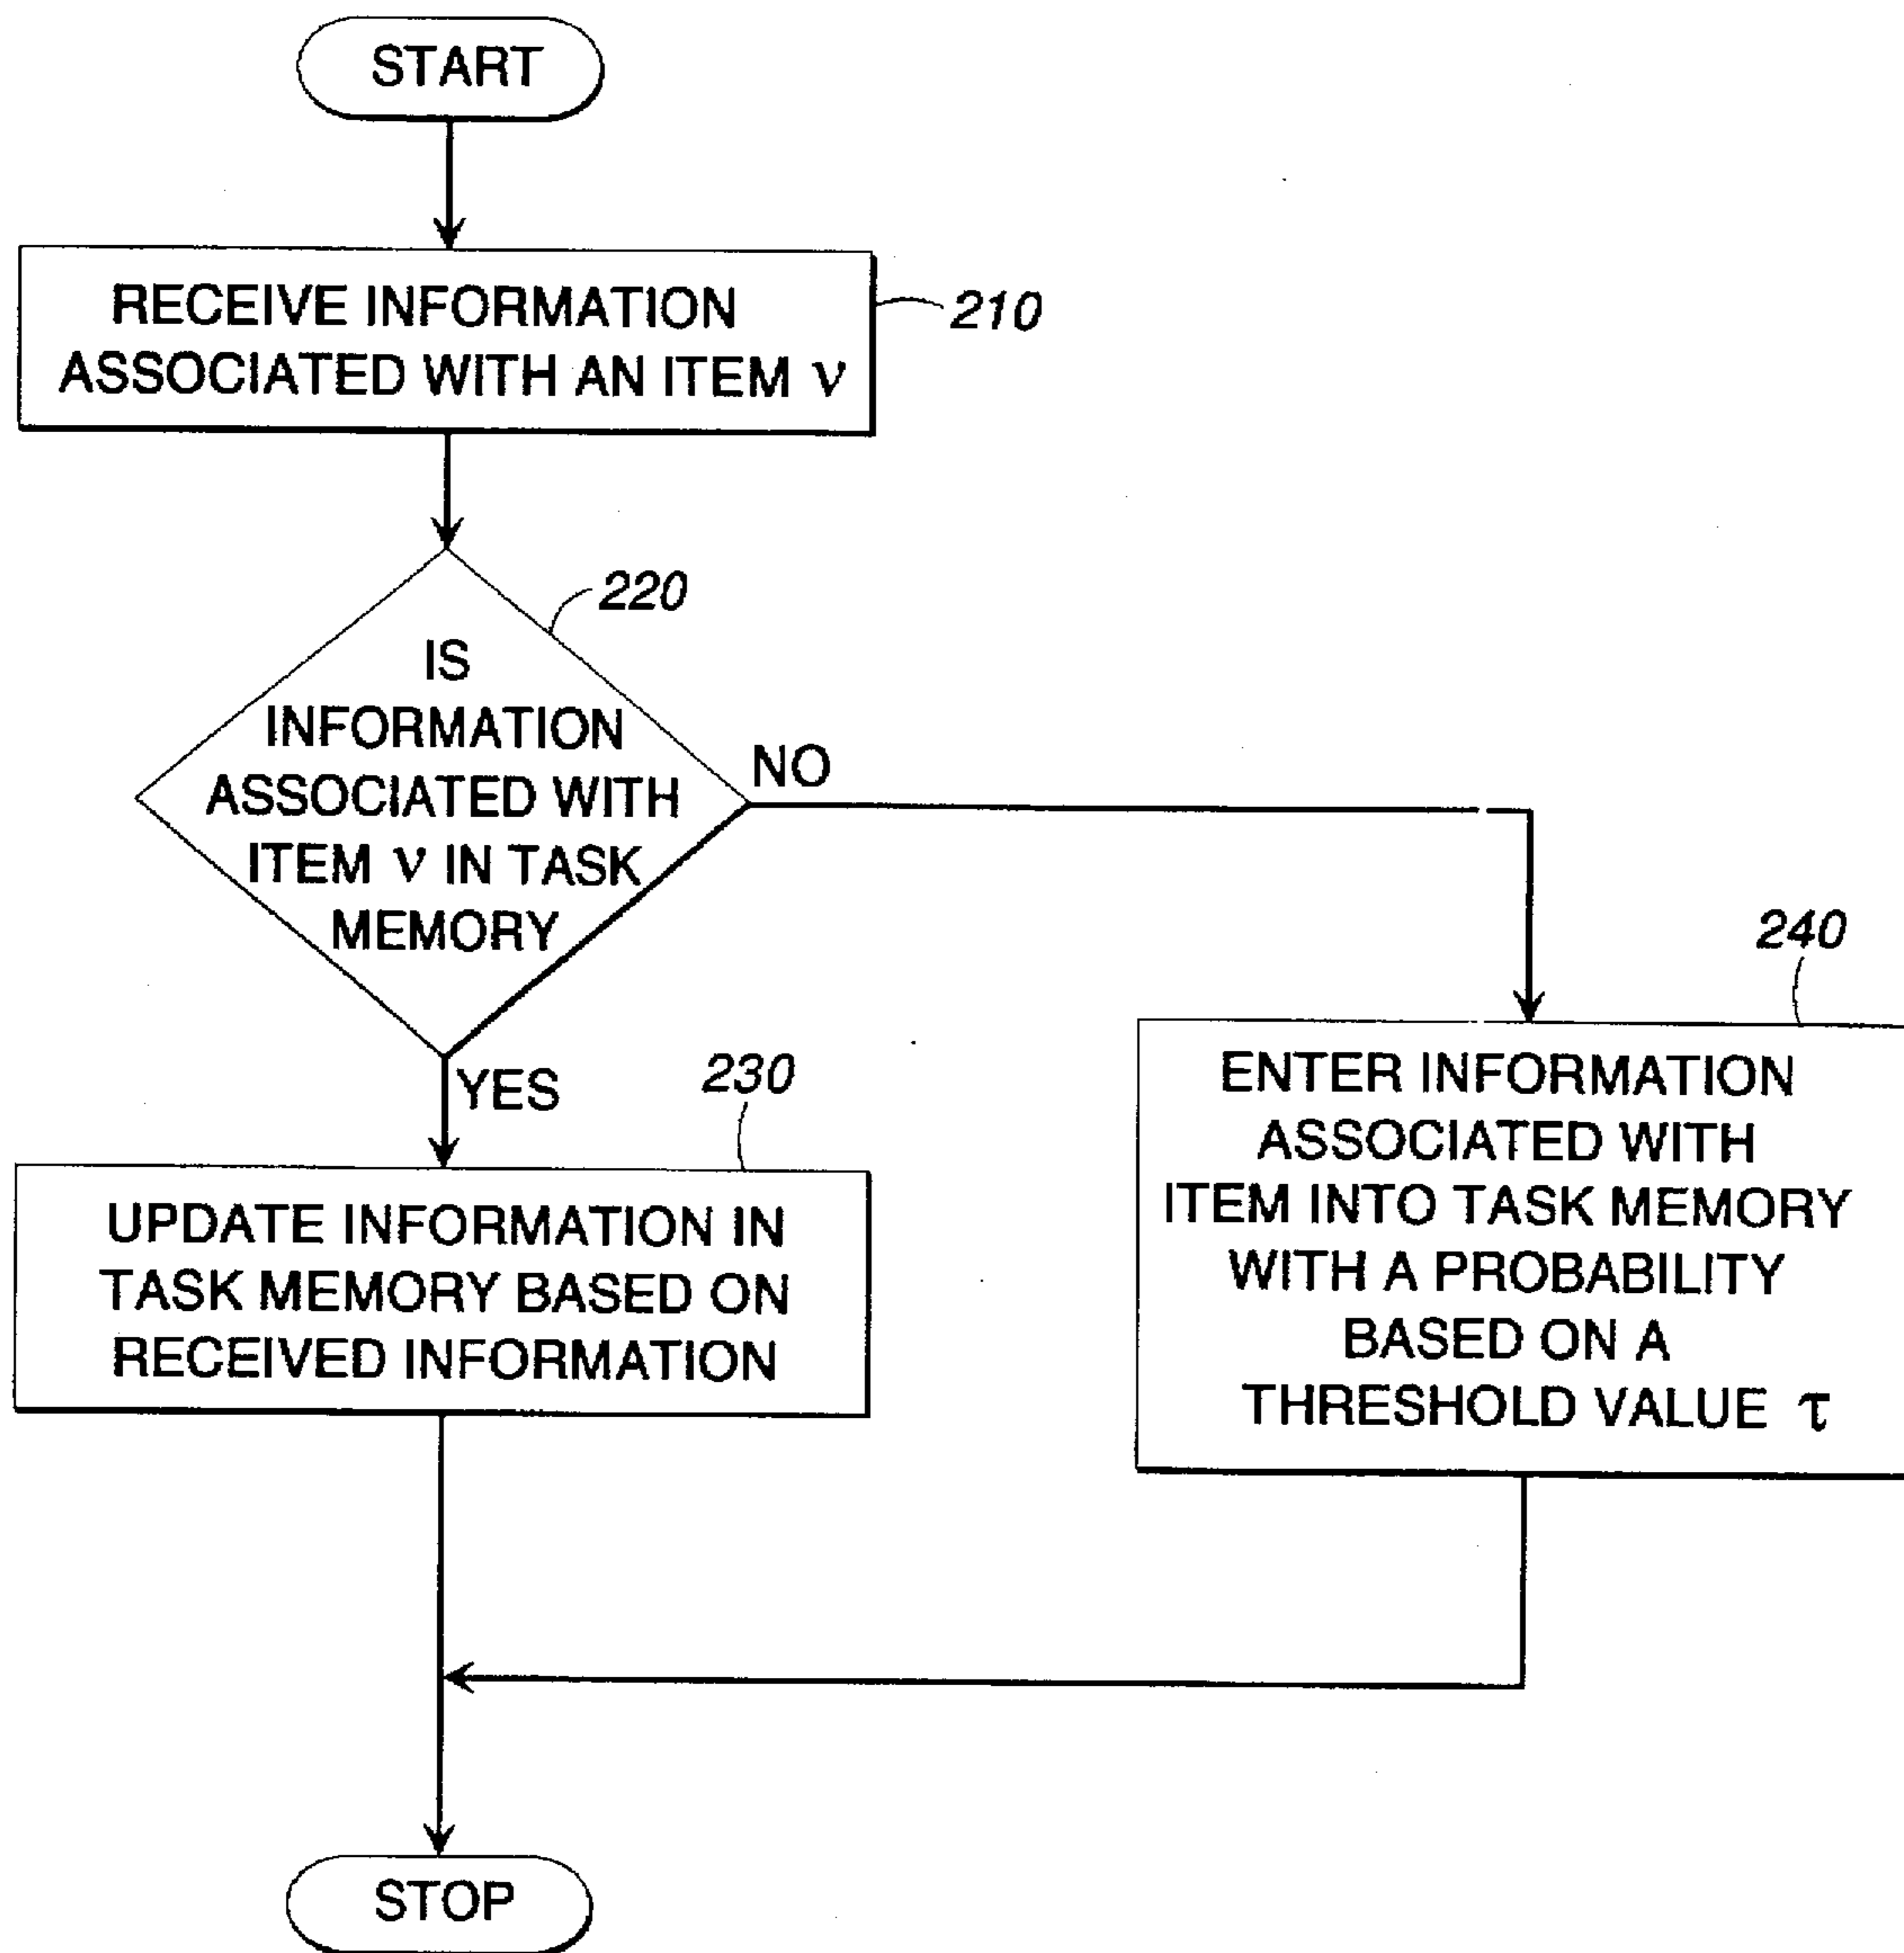 START
RECEIVE INFORMATION
ASSOCIATED WITH AN ITEM ν
210
220
IS
INFORMATION
ASSOCIATED WITH
ITEM ν IN TASK
MEMORY
NO
YES
230
UPDATE INFORMATION IN
TASK MEMORY BASED ON
RECEIVED INFORMATION
240
ENTER INFORMATION
ASSOCIATED WITH
ITEM INTO TASK MEMORY
WITH A PROBABILITY
BASED ON A
THRESHOLD VALUE τ
STOP